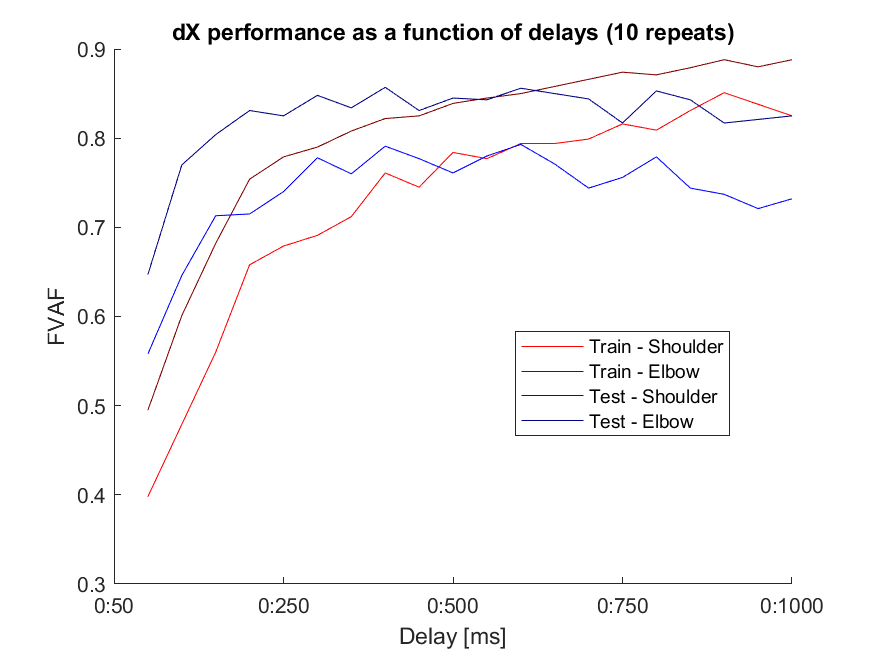 dX performance as a function of delays (10 repeats)
0.9
0.8
0.7
0.6
0.5
0.4
0.3
FVAF
Train - Shoulder
Train - Elbow
Test - Shoulder
Test - Elbow
0:50 0:250 0:500 0:750 0:1000
Delay [ms]